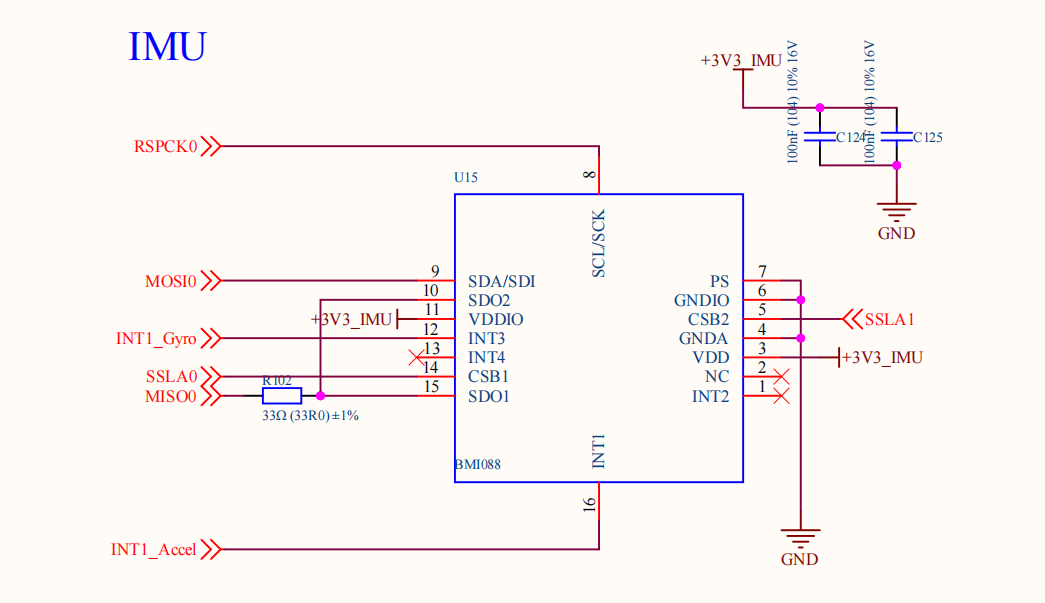 IMU
+3V3_IMU
100nF (104) 10% 16V
100nF (104) 10% 16V
C124
C125
GND
RSPCK0
U15
8
SCL/SCK
MOSI0
9
SDA/SDI
10
SDO2
+3V3_IMU
11
VDDIO
INT1_Gyro
12
INT3
13
INT4
SSLA0
14
CSB1
MISO0
R102
15
SDO1
33Ω (33R0) ±1%
PS
7
GNDIO
6
CSB2
5
SSLA1
GNDA
4
VDD
3
+3V3_IMU
NC
2
INT2
1
INT1
BMI088
16
INT1_Accel
GND